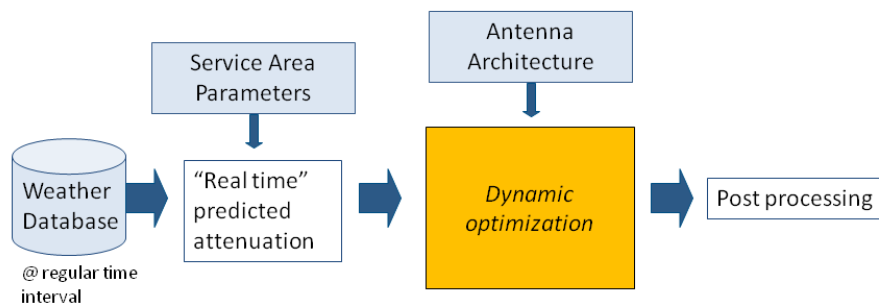 Service Area
Parameters
Antenna
Architecture
Weather
Database
@ regular time
interval
“Real time”
predicted
attenuation
Dynamic
optimization
Post processing